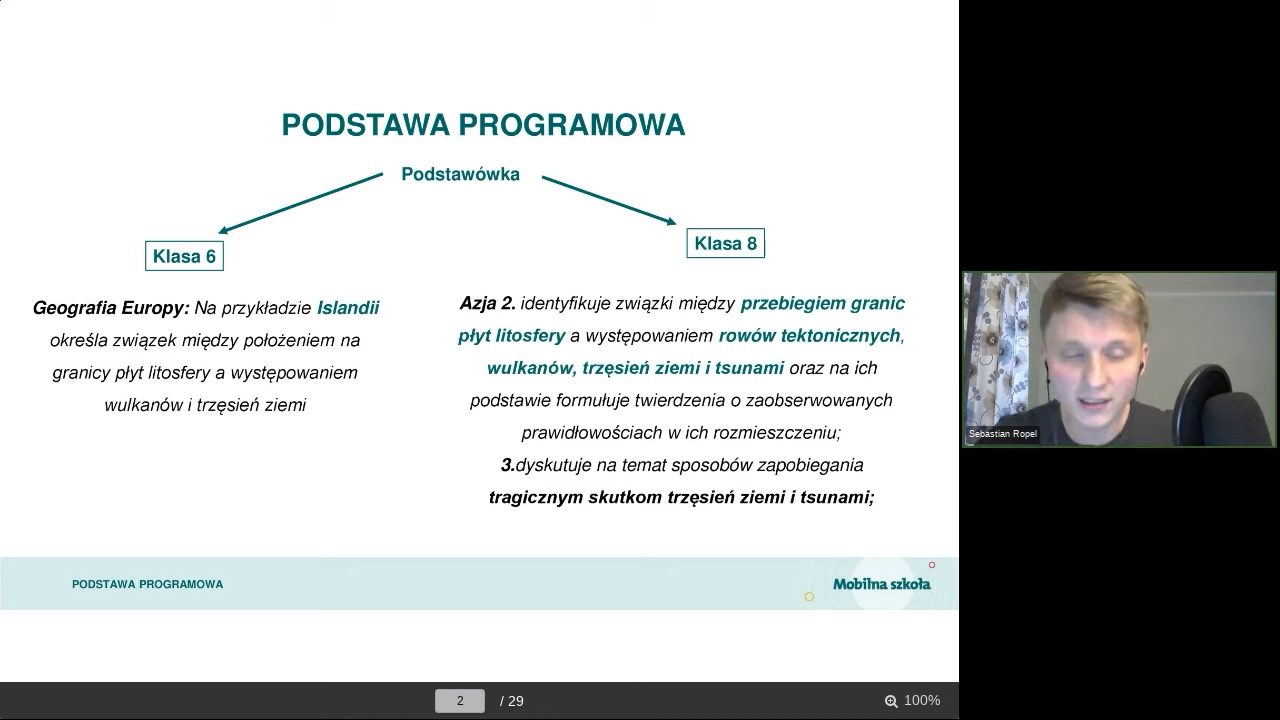 PODSTAWA PROGRAMOWA
Podstawówka
Klasa 6
Klasa 8
Geografia Europy: Na przykładzie Islandii
określa związek między położeniem na
granicy płyt litosfery a występowaniem
wulkanów i trzęsień ziemi
Azja 2. identyfikuje związki między przebiegiem granic
płyt litosfery a występowaniem rowów tektonicznych,
wulkanów, trzęsień ziemi i tsunami oraz na ich
podstawie formułuje twierdzenia o zaobserwowanych
prawidłowościach w ich rozmieszczeniu;
3.dyskutuje na temat sposobów zapobiegania
tragicznym skutkom trzęsień ziemi i tsunami;
PODSTAWA PROGRAMOWA
Mobilna szkoła
2 / 29
100%
Sebastian Ropel